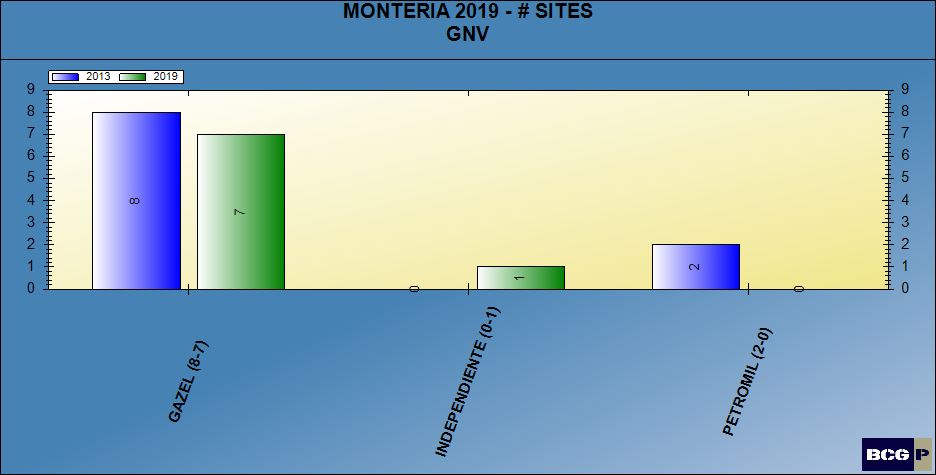 MONTERIA 2019 - # SITES
GNV
2013 2019
9 9
8 8
7 7
6 6
5 5
4 4
3 3
2 2
1 1
0 0
8
7
0
1
2
0
GAZEL (8-7)
INDEPENDIENTE (0-1)
PETROMIL (2-0)
BCG P